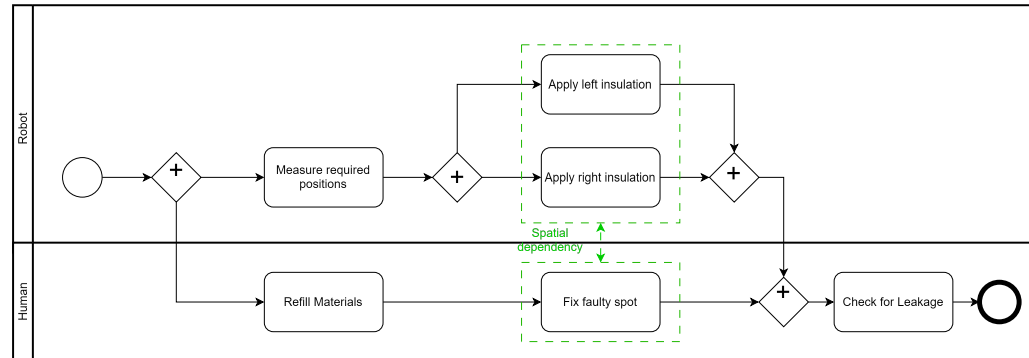 Robot
Apply left insulation
Measure required
positions
Apply right insulation
Spatial
dependency
Human
Refill Materials
Fix faulty spot
Check for Leakage